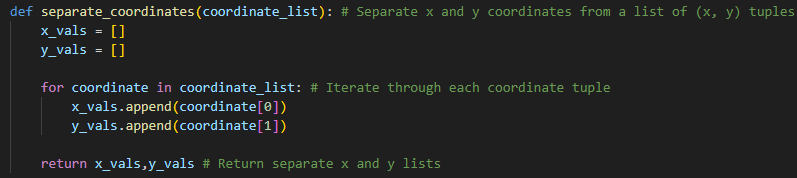 def separate_coordinates(coordinate_list): # Separate x and y coordinates from a list of (x, y) tuples
    x_vals = []
    y_vals = []

    for coordinate in coordinate_list: # Iterate through each coordinate tuple
        x_vals.append(coordinate[0])
        y_vals.append(coordinate[1])

    return x_vals,y_vals # Return separate x and y lists